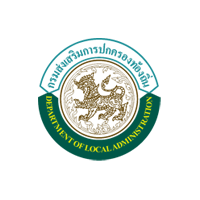 กรมส่งเสริมการปกครองท้องถิ่น
DEPARTMENT OF LOCAL ADMINISTRATION